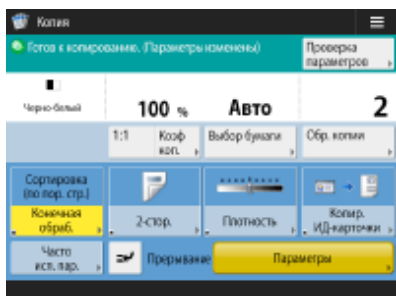 Копия
Готов к копированию. (Параметры изменены)
Проверка
параметров
Черно-белый
100 %
Авто
2
1:1
Коэф
коп.
Выбор бумаги
Обр. копии
Сортировка
(по пор. стр.)
Конечная
обраб.
2-стор.
Плотность
Копир.
ИД-карточки
Часто
исп. пар.
Прерывание
Параметры